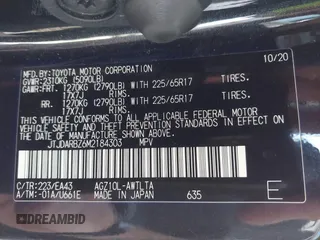 MFD BY: TOYOTA MOTOR CORPORATION 10/20
GVWR: 2310KG (5090LB)
GAWR: FRT. 1270KG (2790LB) WITH 225/65R17 TIRES,
17X7J RIMS,
RR. 1270KG (2790LB) WITH 225/65R17 TIRES,
17X7J RIMS,
THIS VEHICLE CONFORMS TO ALL APPLICABLE FEDERAL
MOTOR VEHICLE SAFETY AND THEFT PREVENTION STANDARDS
IN EFFECT ON THE DATE OF MANUFACTURE SHOWN ABOVE.
JTJDARBZ6M2184303 MPV
C/TR: 223/EA43 AGZ10L-AWTLTA
A/TM: -01A/U661E MADE IN JAPAN 635 E
DREAMBID